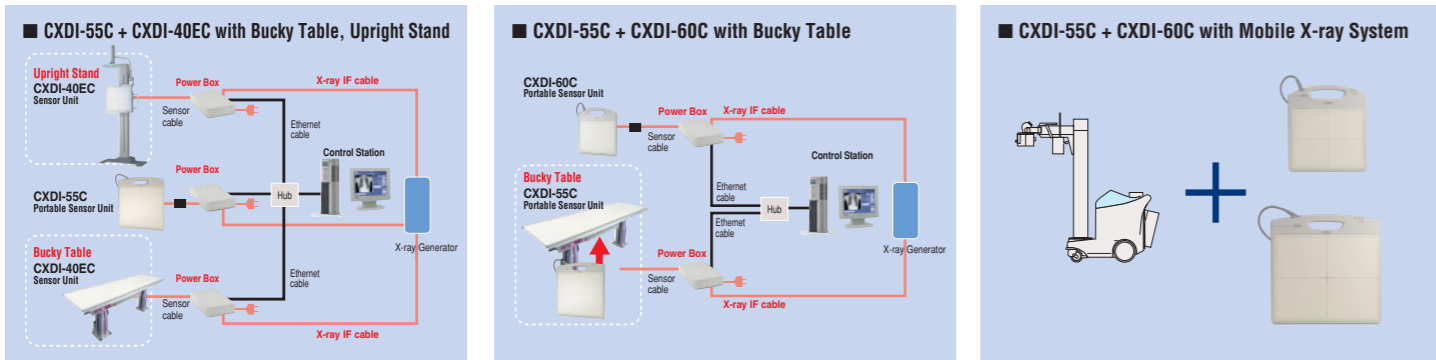 ■ CXDI-55C + CXDI-40EC with Bucky Table, Upright Stand
Upright Stand
CXDI-40EC
Sensor Unit
Power Box
X-ray IF cable
Sensor
cable
Ethernet
cable
Power Box
Control Station
CXDI-55C
Portable Sensor Unit
Hub
X-ray Generator
Bucky Table
CXDI-40EC
Sensor Unit
Power Box
Ethernet
cable
Sensor
cable
X-ray IF cable
■ CXDI-55C + CXDI-60C with Bucky Table
CXDI-60C
Portable Sensor Unit
Power Box
X-ray IF cable
Sensor
cable
Control Station
Bucky Table
CXDI-55C
Portable Sensor Unit
Ethernet
cable
Hub
Ethernet
cable
X-ray Generator
Power Box
Sensor
cable
X-ray IF cable
■ CXDI-55C + CXDI-60C with Mobile X-ray System